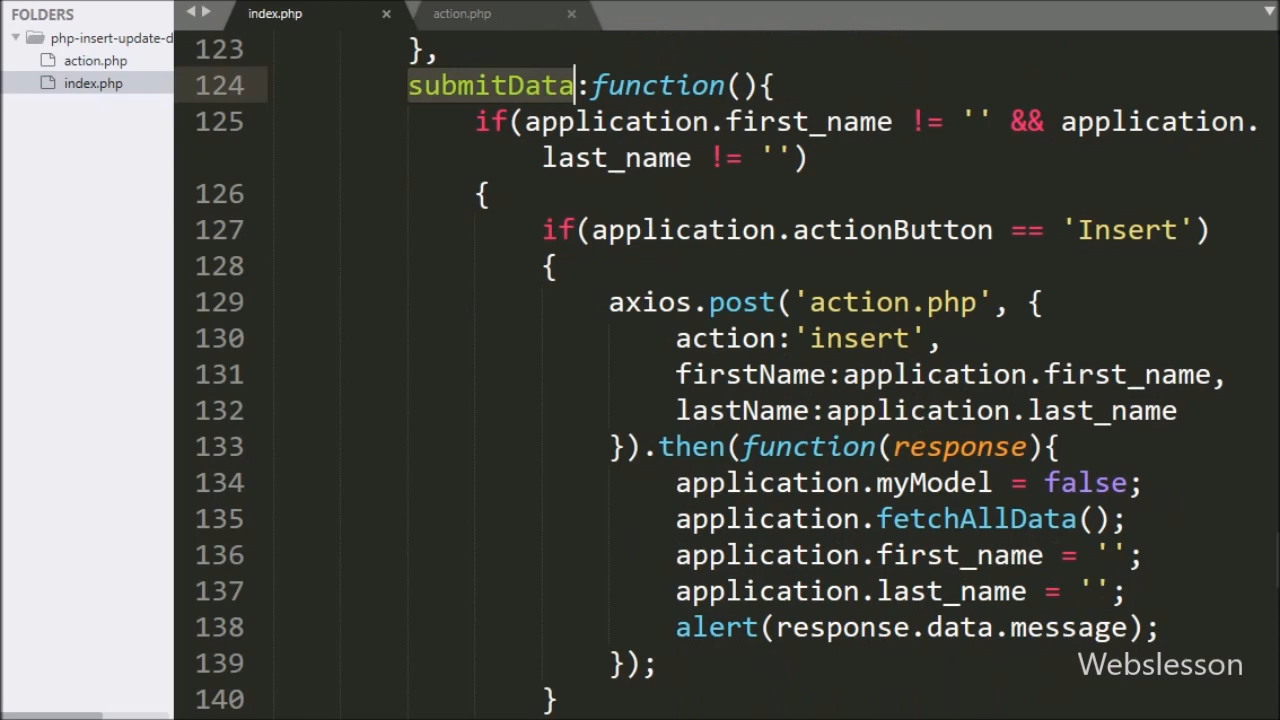 FOLDERS
php-insert-update-d
action.php
index.php
index.php × action.php ×
123 },
124 submitData:function(){
125 if(application.first_name != '' && application.
last_name != '')
126 {
127 if(application.actionButton == 'Insert')
128 {
129 axios.post('action.php', {
130 action:'insert',
131 firstName:application.first_name,
132 lastName:application.last_name
133 }).then(function(response){
134 application.myModel = false;
135 application.fetchAllData();
136 application.first_name = '';
137 application.last_name = '';
138 alert(response.data.message);
139 });
140 }
Webslesson